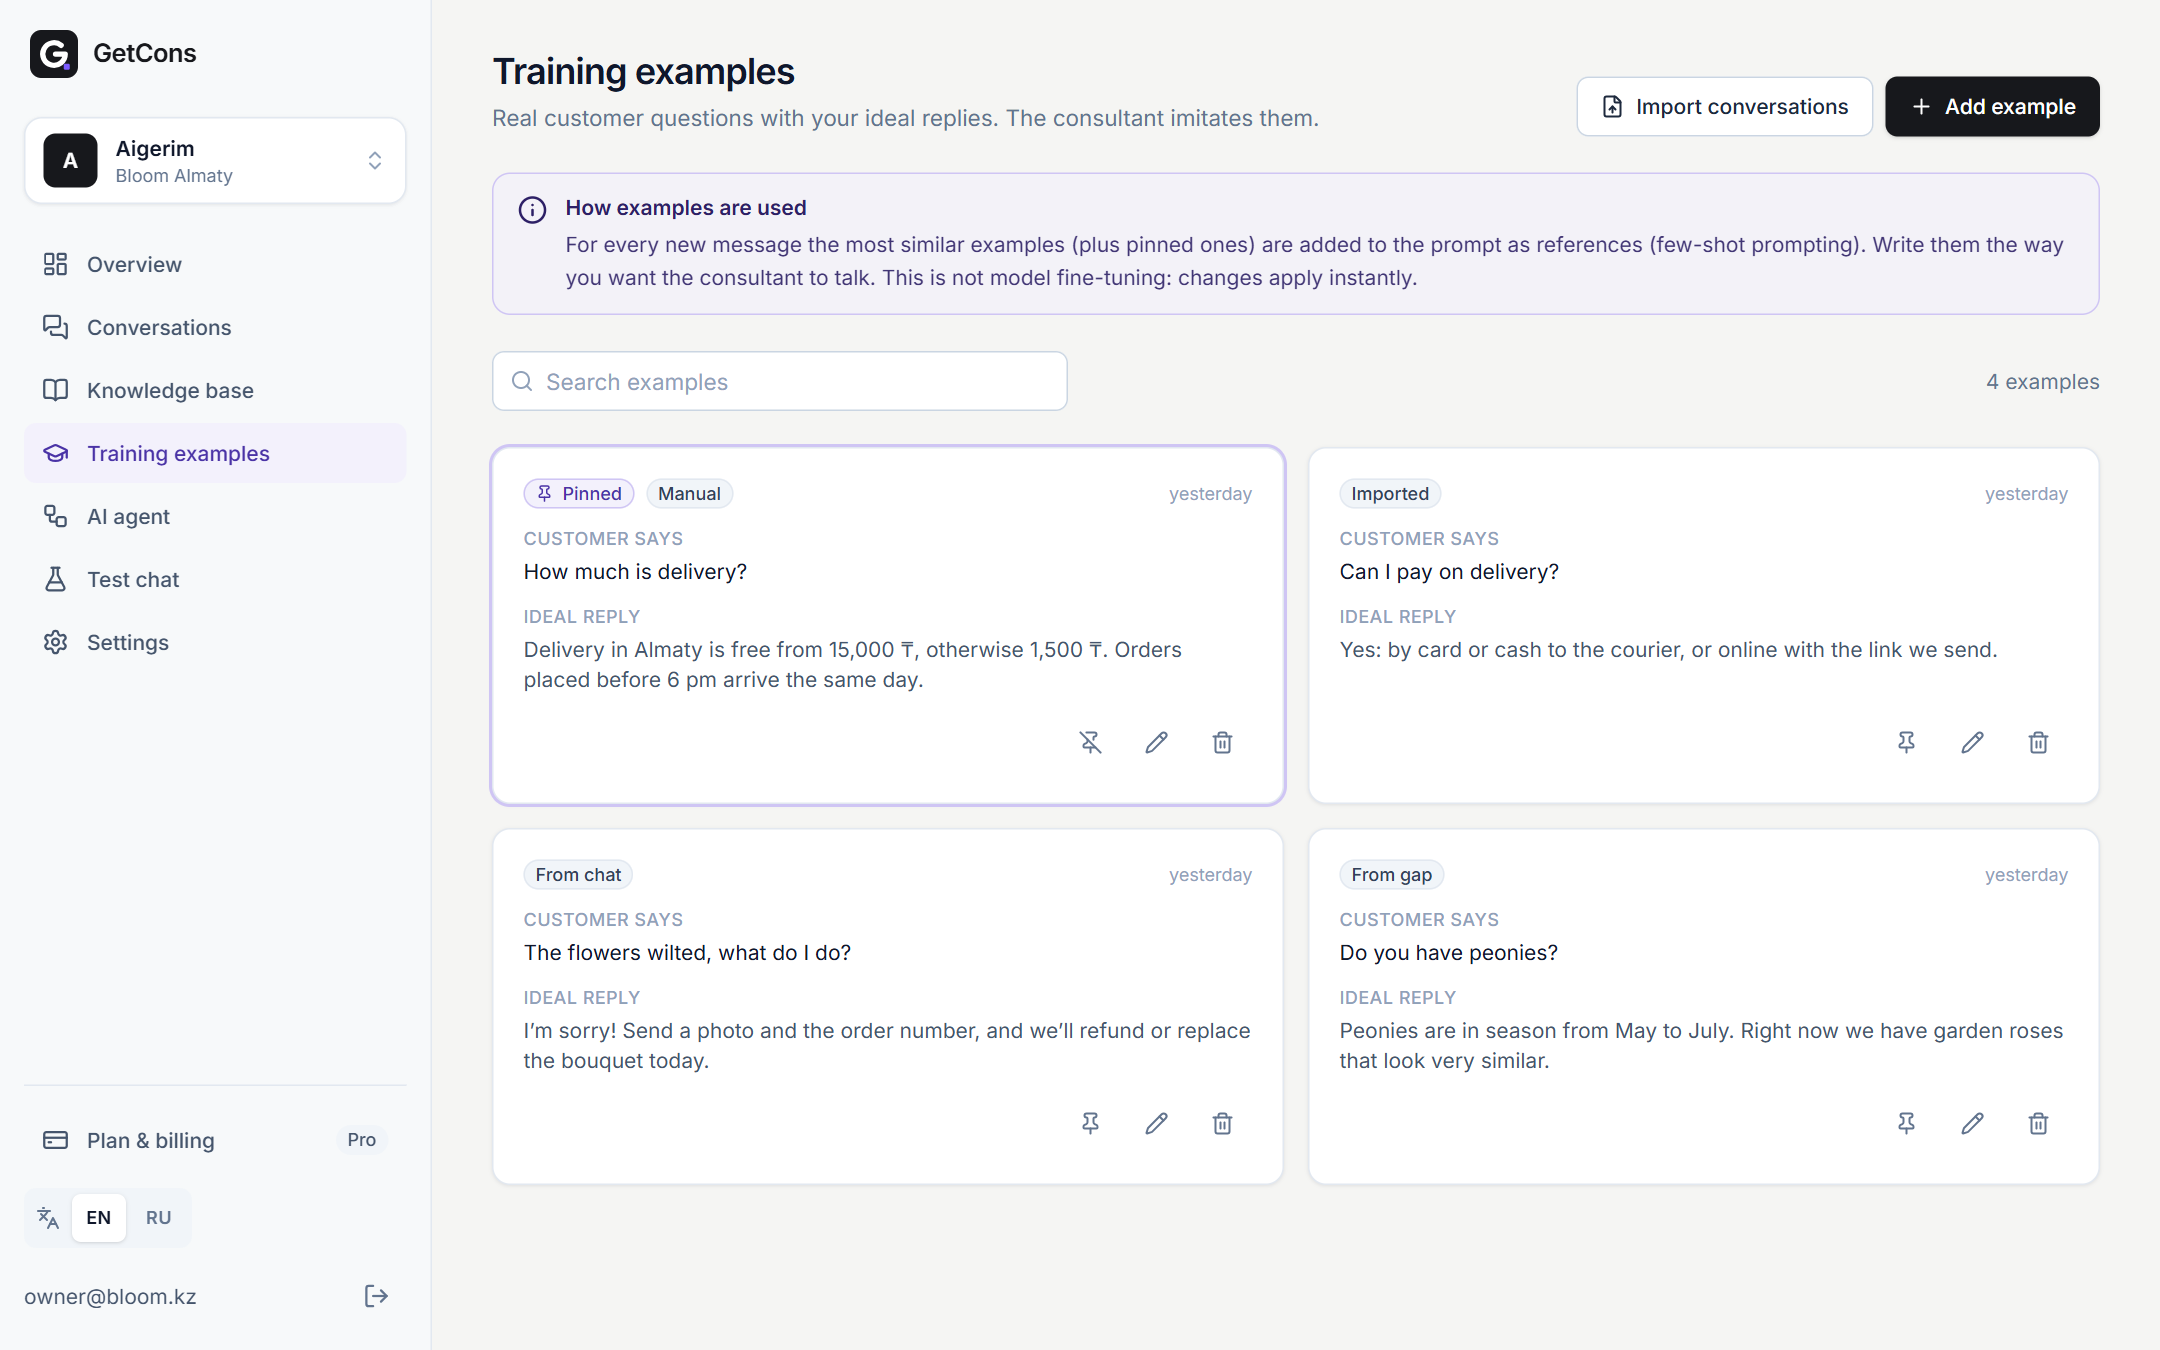 GetCons
A
Aigerim
Bloom Almaty
Overview
Conversations
Knowledge base
Training examples
AI agent
Test chat
Settings
Plan & billing
Pro
EN
RU
owner@bloom.kz
Training examples
Real customer questions with your ideal replies. The consultant imitates them.
Import conversations
Add example
How examples are used
For every new message the most similar examples (plus pinned ones) are added to the prompt as references (few-shot prompting). Write them the way
you want the consultant to talk. This is not model fine-tuning: changes apply instantly.
Search examples
4 examples
Pinned
Manual
yesterday
CUSTOMER SAYS
How much is delivery?
IDEAL REPLY
Delivery in Almaty is free from 15,000 ₸, otherwise 1,500 ₸. Orders
placed before 6 pm arrive the same day.
Imported
yesterday
CUSTOMER SAYS
Can I pay on delivery?
IDEAL REPLY
Yes: by card or cash to the courier, or online with the link we send.
From chat
yesterday
CUSTOMER SAYS
The flowers wilted, what do I do?
IDEAL REPLY
I’m sorry! Send a photo and the order number, and we’ll refund or replace
the bouquet today.
From gap
yesterday
CUSTOMER SAYS
Do you have peonies?
IDEAL REPLY
Peonies are in season from May to July. Right now we have garden roses
that look very similar.